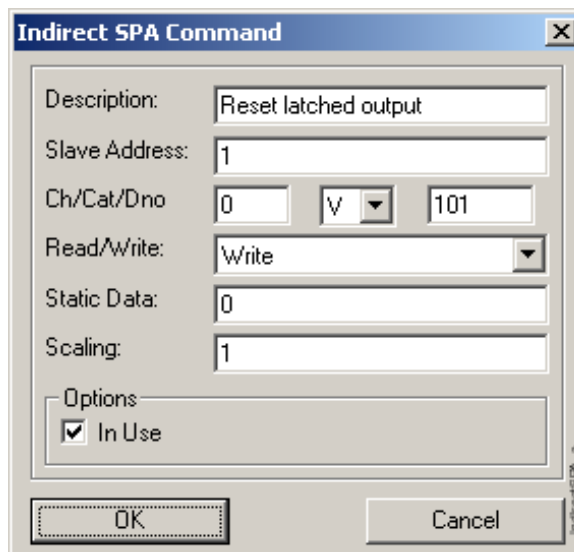 Indirect SPA Command
Description: Reset latched output
Slave Address: 1
Ch/Cat/Dno 0 V 101
Read/Write: Write
Static Data: 0
Scaling: 1
Options
In Use
OK Cancel